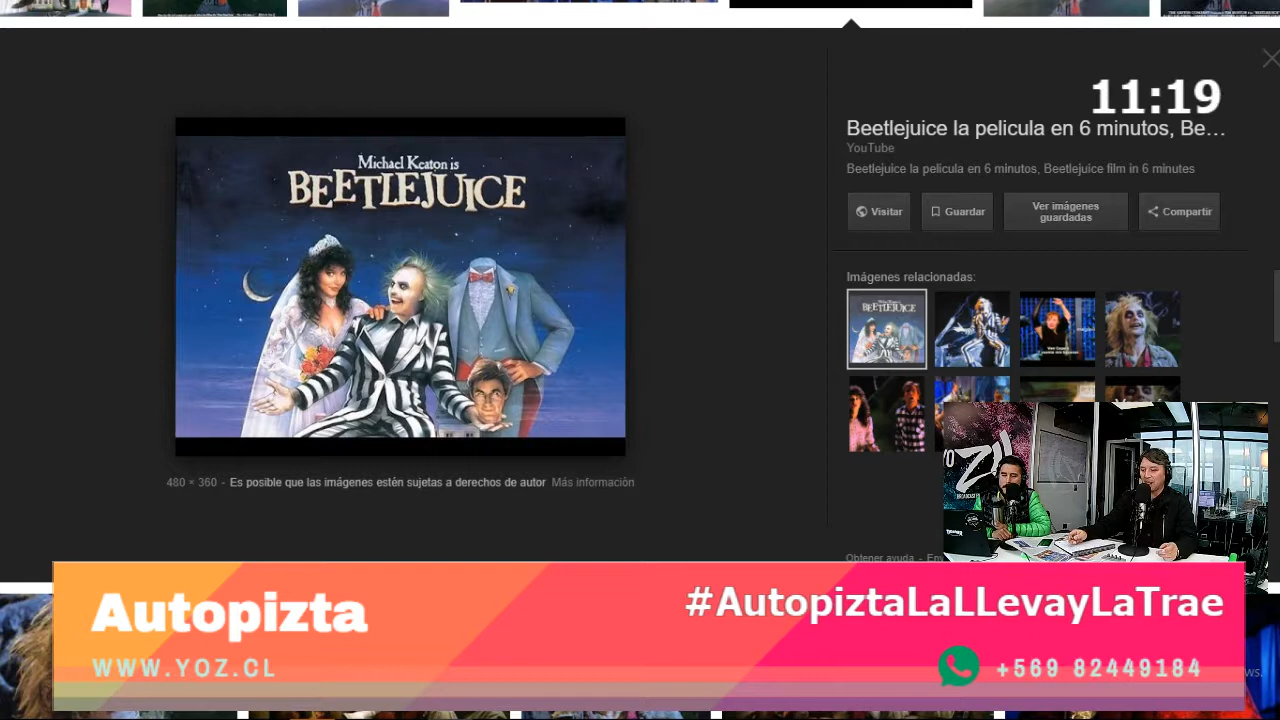 11:19
Beetlejuice la pelicula en 6 minutos, Be...
YouTube
Beetlejuice la pelicula en 6 minutos, Beetlejuice film in 6 minutes
Visitar
Guardar
Ver imágenes
guardadas
Compartir
Imágenes relacionadas:
Michael Keaton is
BEETLEJUICE
480 × 360 - Es posible que las imágenes estén sujetas a derechos de autor Más información
Obtener ayuda -
Autopizta
WWW.YOZ.CL
#AutopiztaLaLLevayLaTrae
+569 82449184